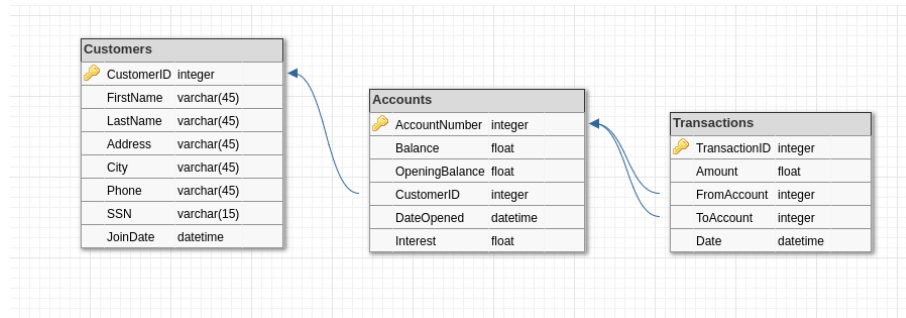 Customers
CustomerID integer
FirstName varchar(45)
LastName varchar(45)
Address varchar(45)
City varchar(45)
Phone varchar(45)
SSN varchar(15)
JoinDate datetime
Accounts
AccountNumber integer
Balance float
OpeningBalance float
CustomerID integer
DateOpened datetime
Interest float
Transactions
TransactionID integer
Amount float
FromAccount integer
ToAccount integer
Date datetime